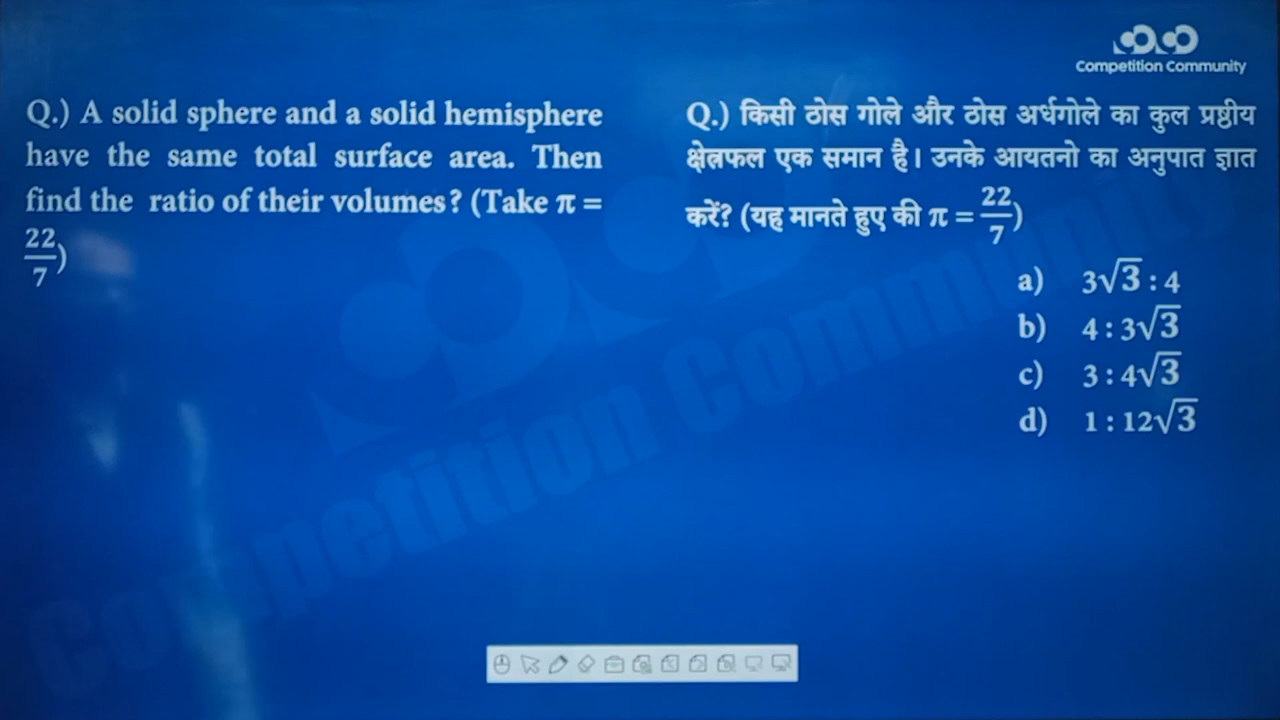 Competition Community
Q.) A solid sphere and a solid hemisphere
have the same total surface area. Then
find the ratio of their volumes? (Take π =
22/7)
Q.) किसी ठोस गोले और ठोस अर्धगोले का कुल प्रष्ठीय
क्षेत्रफल एक समान है। उनके आयतनो का अनुपात ज्ञात
करें? (यह मानते हुए की π = 22/7)
a) 3√3 : 4
b) 4 : 3√3
c) 3 : 4√3
d) 1 : 12√3
Competition Community